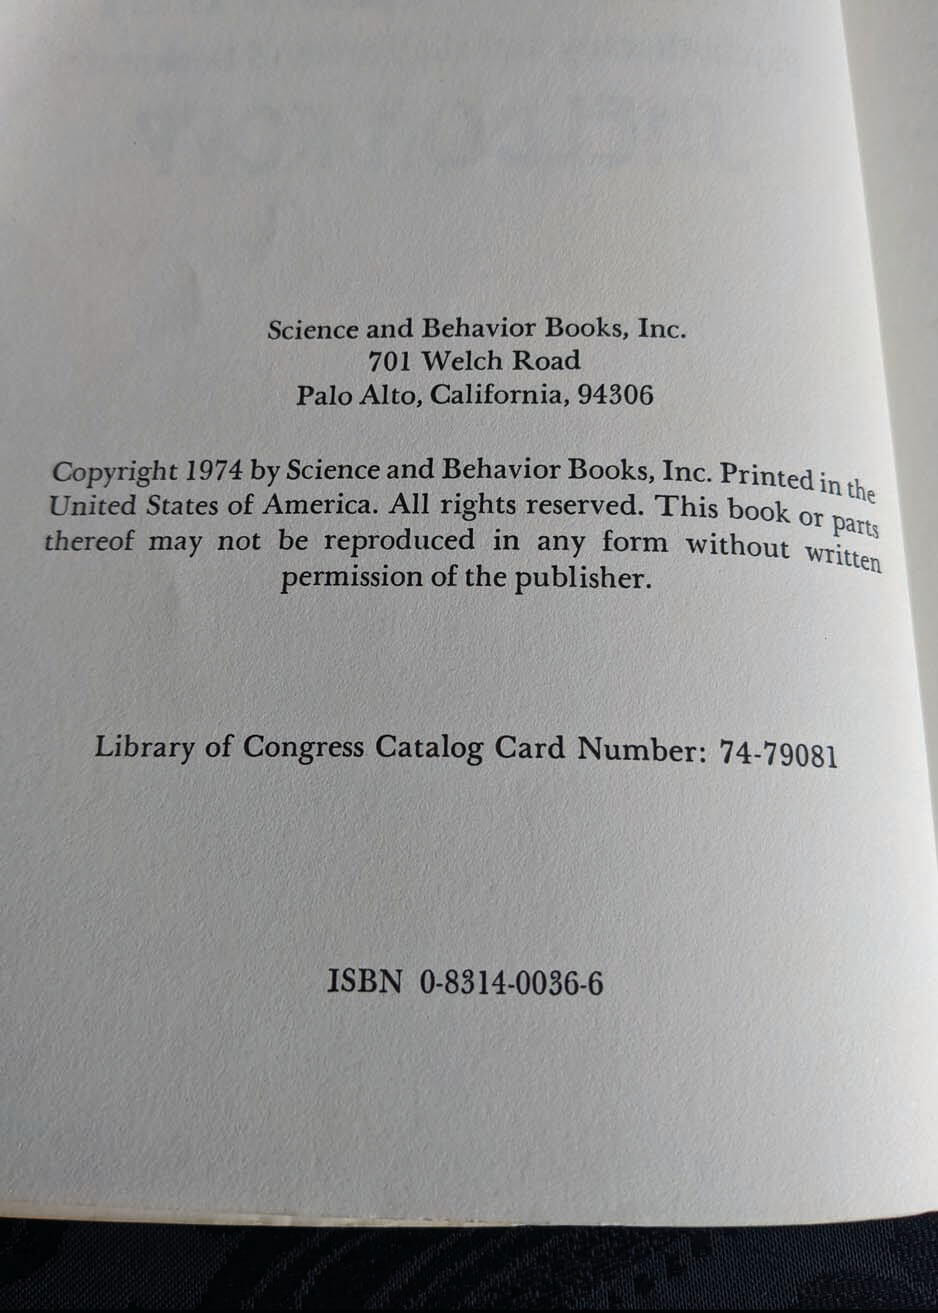 Science and Behavior Books, Inc.
701 Welch Road
Palo Alto, California, 94306
Copyright 1974 by Science and Behavior Books, Inc. Printed in the
United States of America. All rights reserved. This book or parts
thereof may not be reproduced in any form without written
permission of the publisher.
Library of Congress Catalog Card Number: 74-79081
ISBN 0-8314-0036-6